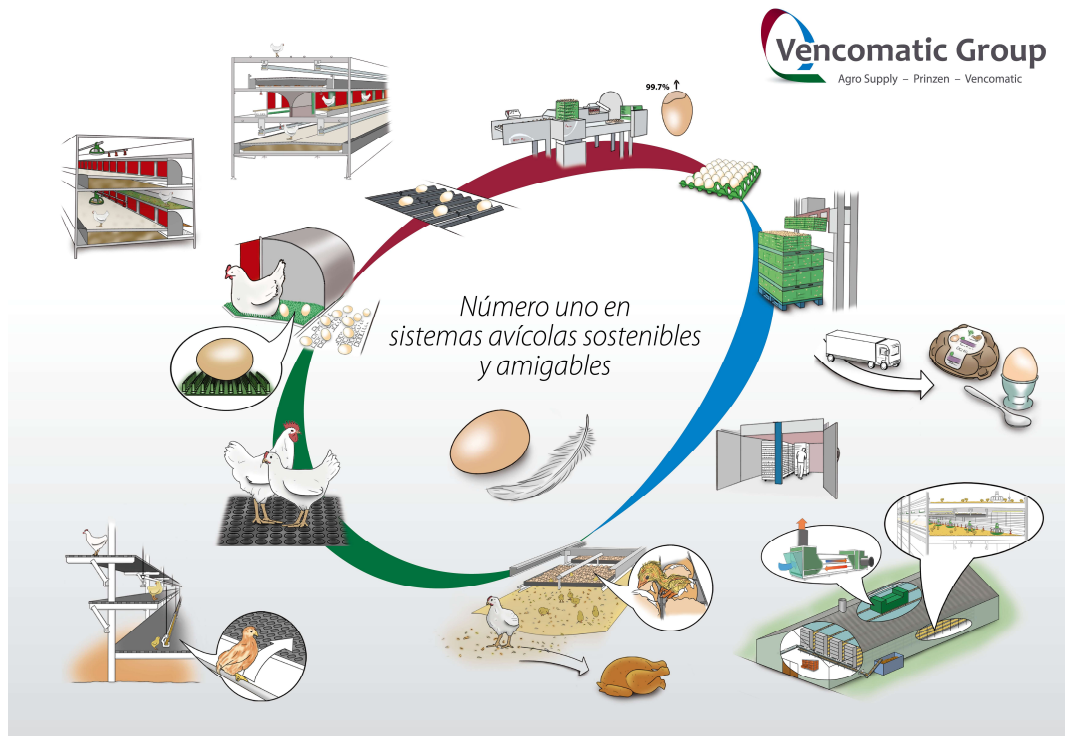 Vencomatic Group
Agro Supply – Prinzen – Vencomatic
99.7%
Número uno en
sistemas avícolas sostenibles
y amigables